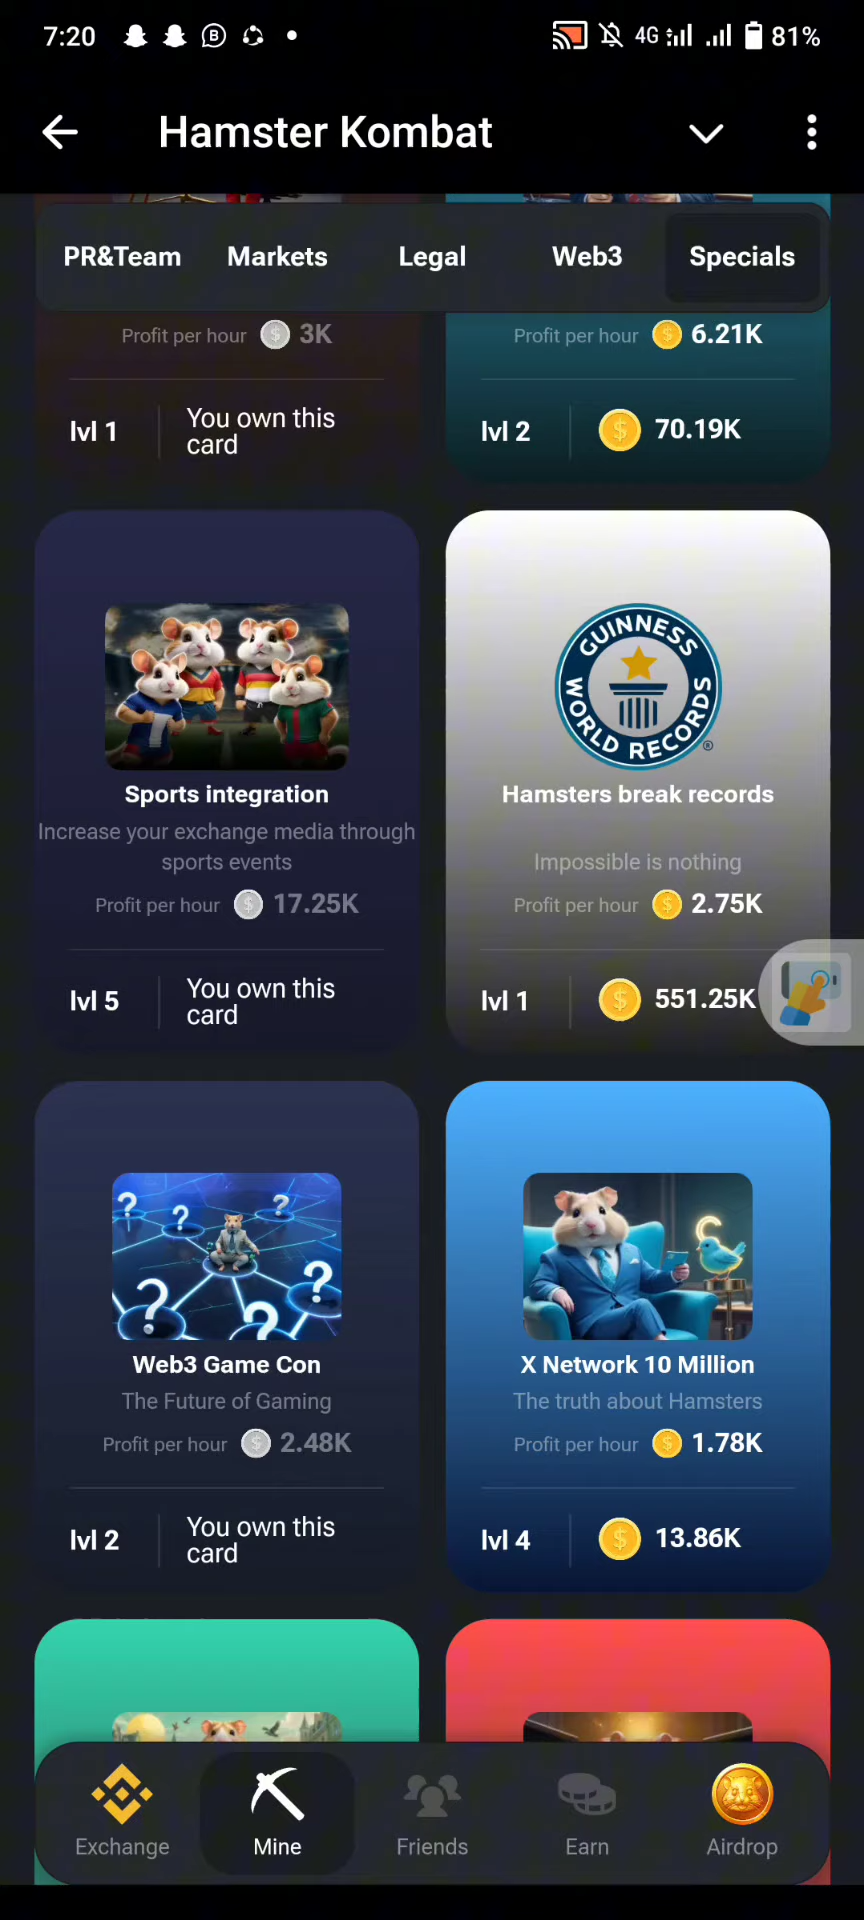 7:20
4G
81%
Hamster Kombat
PR&Team
Markets
Legal
Web3
Specials
Profit per hour 3K
Profit per hour 6.21K
lvl 1
You own this
card
lvl 2
70.19K
Sports integration
Increase your exchange media through
sports events
Profit per hour 17.25K
lvl 5
You own this
card
GUINNESS
WORLD RECORDS
®
Hamsters break records
Impossible is nothing
Profit per hour 2.75K
lvl 1
551.25K
Web3 Game Con
The Future of Gaming
Profit per hour 2.48K
lvl 2
You own this
card
X Network 10 Million
The truth about Hamsters
Profit per hour 1.78K
lvl 4
13.86K
Exchange
Mine
Friends
Earn
Airdrop